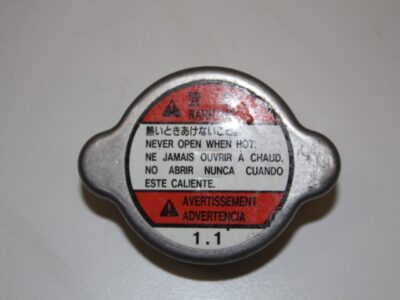 熱いときあけないこと。
NEVER OPEN WHEN HOT.
NE JAMAIS OUVRIR À CHAUD.
NO ABRIR NUNCA CUANDO
ESTE CALIENTE.
AVERTISSEMENT
ADVERTENCIA
1.1